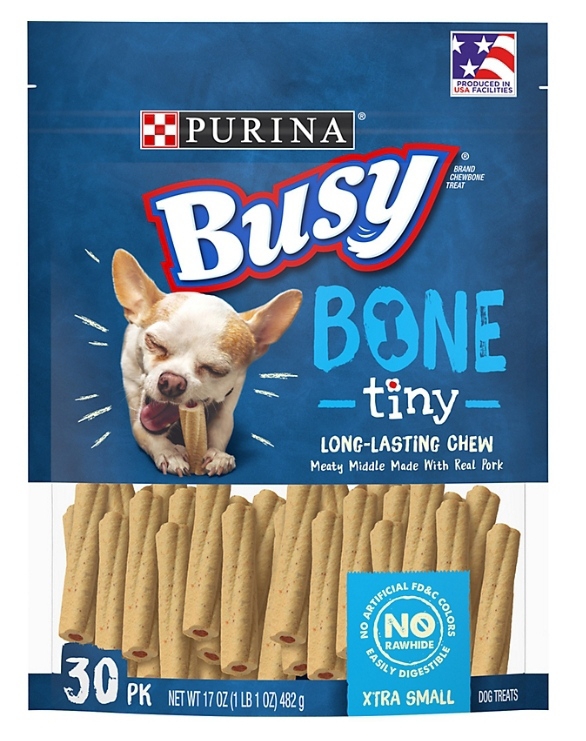 PRODUCED IN
USA FACILITIES
PURINA®
Busy®
BRAND
CHEWBONE
TREAT
BONE
tiny
LONG-LASTING CHEW
Meaty Middle Made With Real Pork
NO ARTIFICIAL FD&C COLORS
NO
RAWHIDE
EASILY DIGESTIBLE
XTRA SMALL
30 PK
NET WT 17 OZ (1 LB 1 OZ) 482 g
DOG TREATS